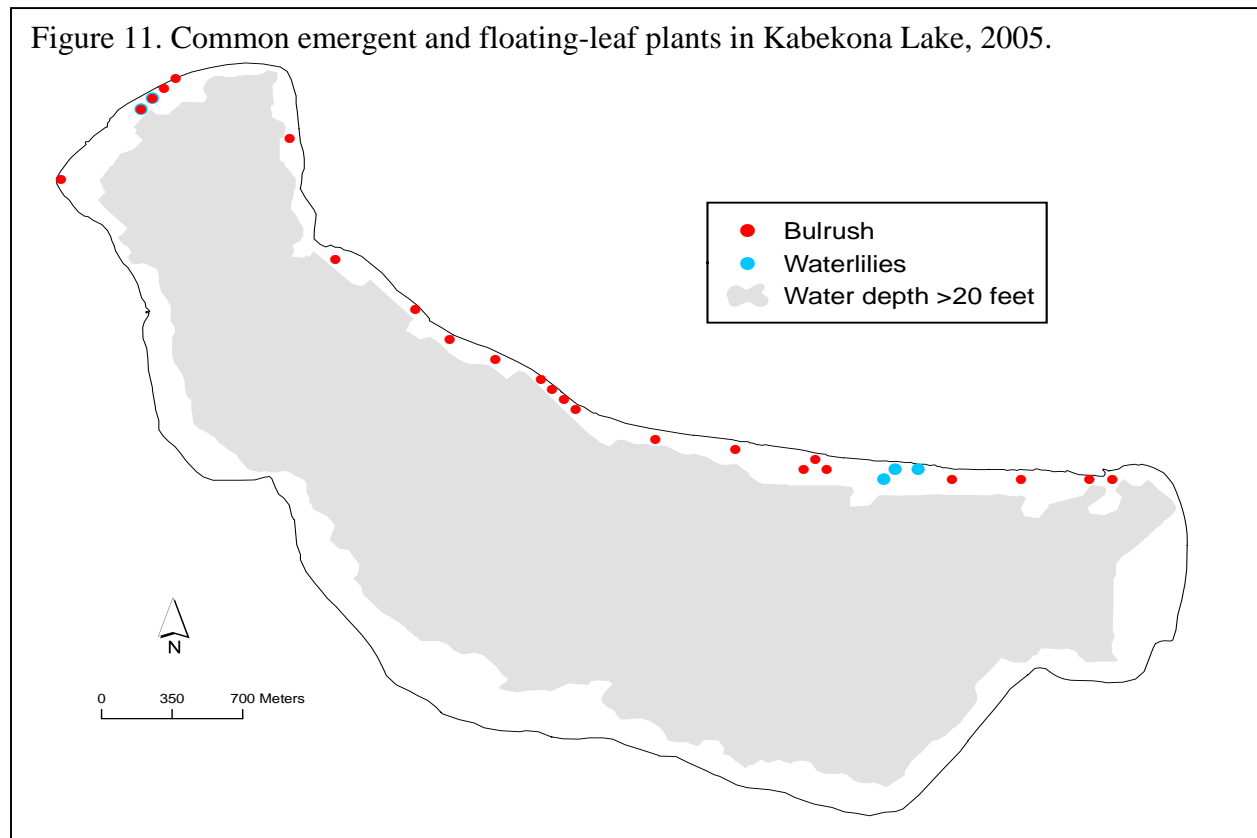 Figure 11. Common emergent and floating-leaf plants in Kabekona Lake, 2005.
Bulrush
Waterlilies
Water depth >20 feet
N
0 350 700 Meters